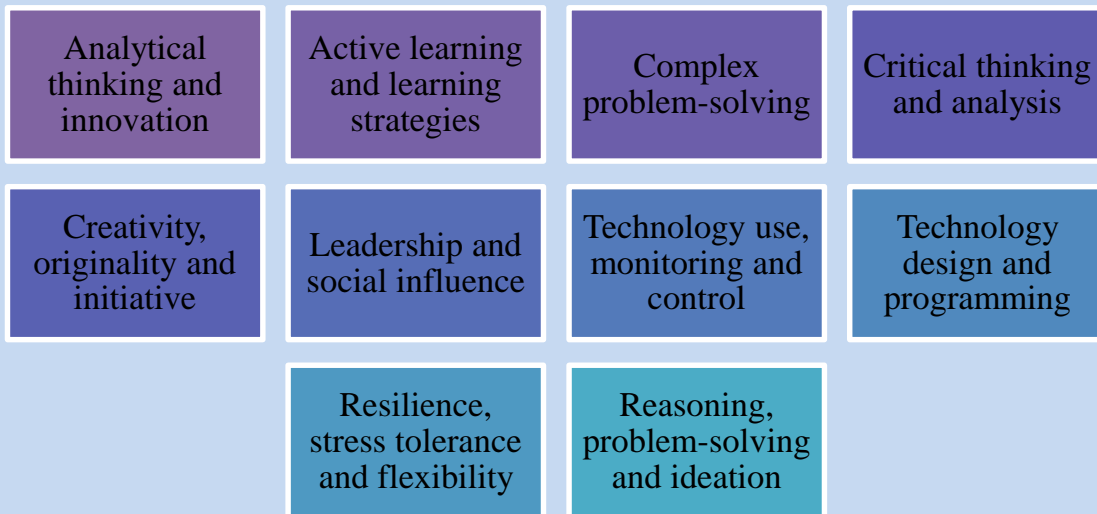 Analytical
thinking and
innovation
Active learning
and learning
strategies
Complex
problem-solving
Critical thinking
and analysis
Creativity,
originality and
initiative
Leadership and
social influence
Technology use,
monitoring and
control
Technology
design and
programming
Resilience,
stress tolerance
and flexibility
Reasoning,
problem-solving
and ideation